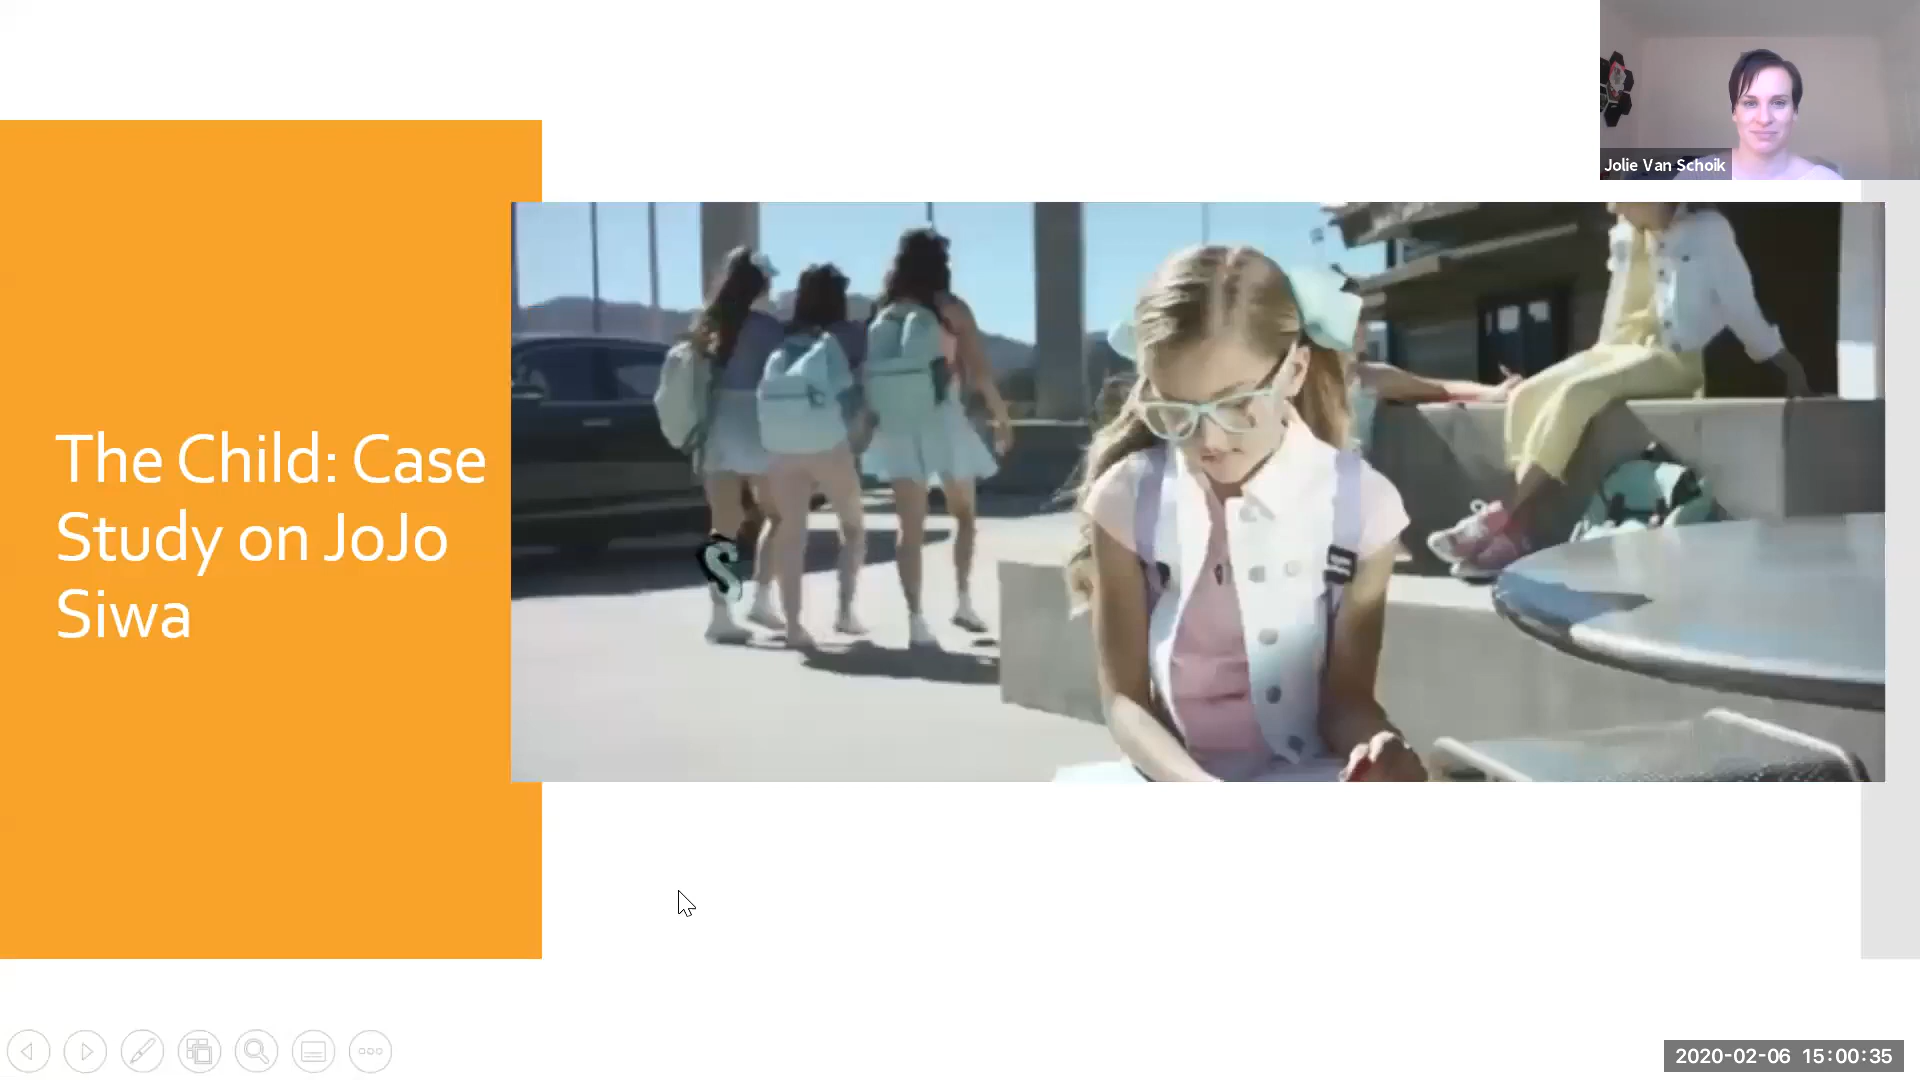 Jolie Van Schoik
The Child: Case
Study on JoJo
Siwa
S
2020-02-06 15:00:35